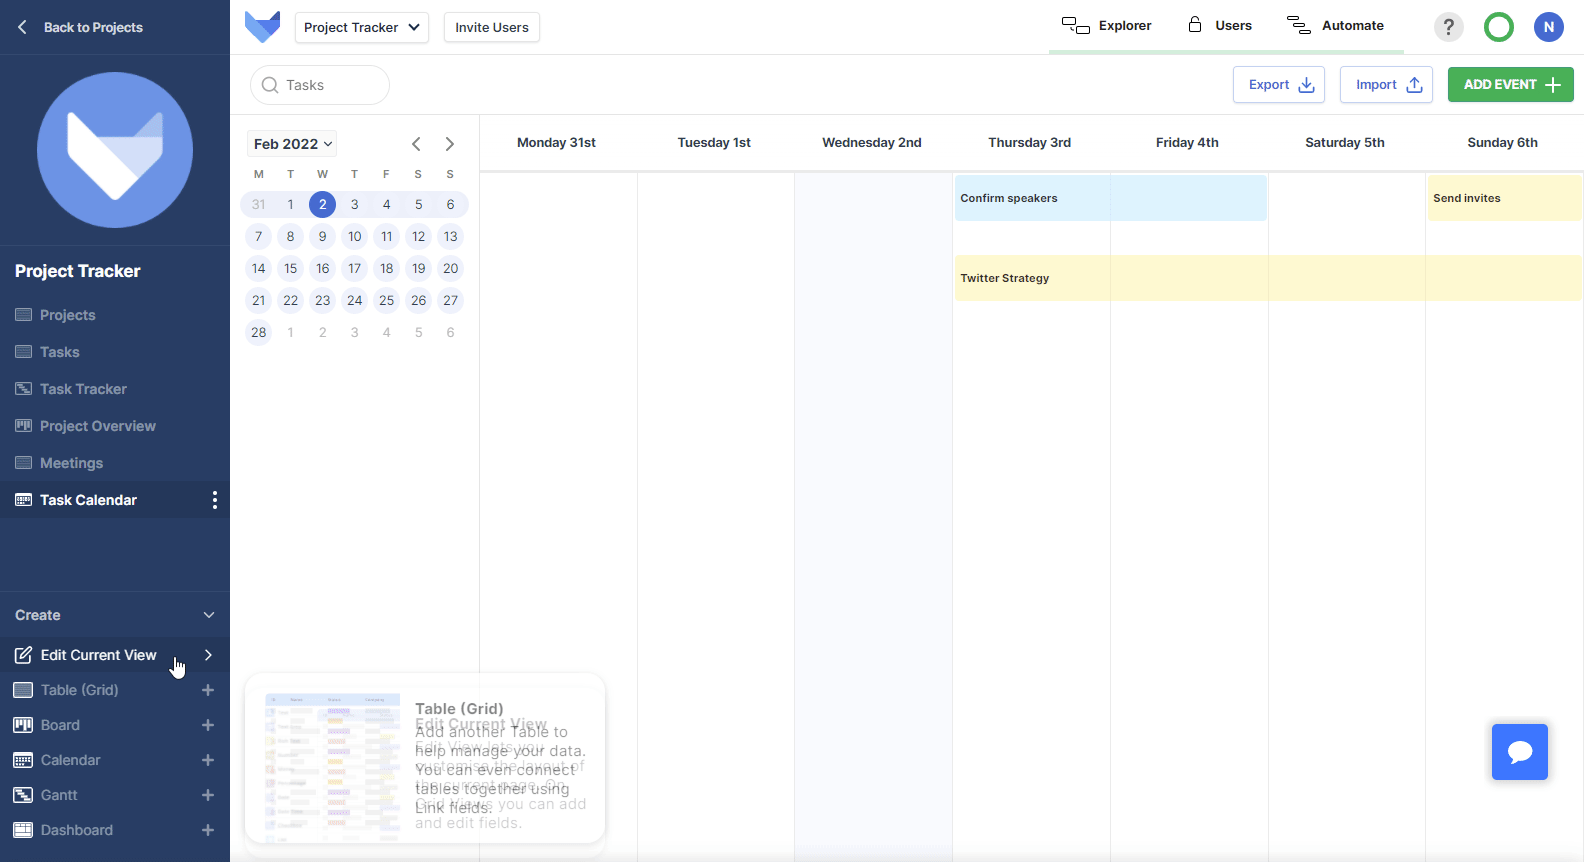 Back to Projects
Project Tracker
Invite Users
Explorer
Users
Automate
?
N
Tasks
Export
Import
ADD EVENT
Project Tracker
Projects
Tasks
Task Tracker
Project Overview
Meetings
Task Calendar
Create
Edit Current View
Table (Grid)
Board
Calendar
Gantt
Dashboard
Feb 2022
M T W T F S S
31 1 2 3 4 5 6
7 8 9 10 11 12 13
14 15 16 17 18 19 20
21 22 23 24 25 26 27
28 1 2 3 4 5 6
Monday 31st
Tuesday 1st
Wednesday 2nd
Thursday 3rd
Friday 4th
Saturday 5th
Sunday 6th
Confirm speakers
Send invites
Twitter Strategy
Table (Grid)
Add another Table to
help manage your data.
You can even connect
tables together using
Link fields.
Edit Current View
Edit View lets you
customise the layout of
the current page. On
Grid Views you can add
and edit fields.